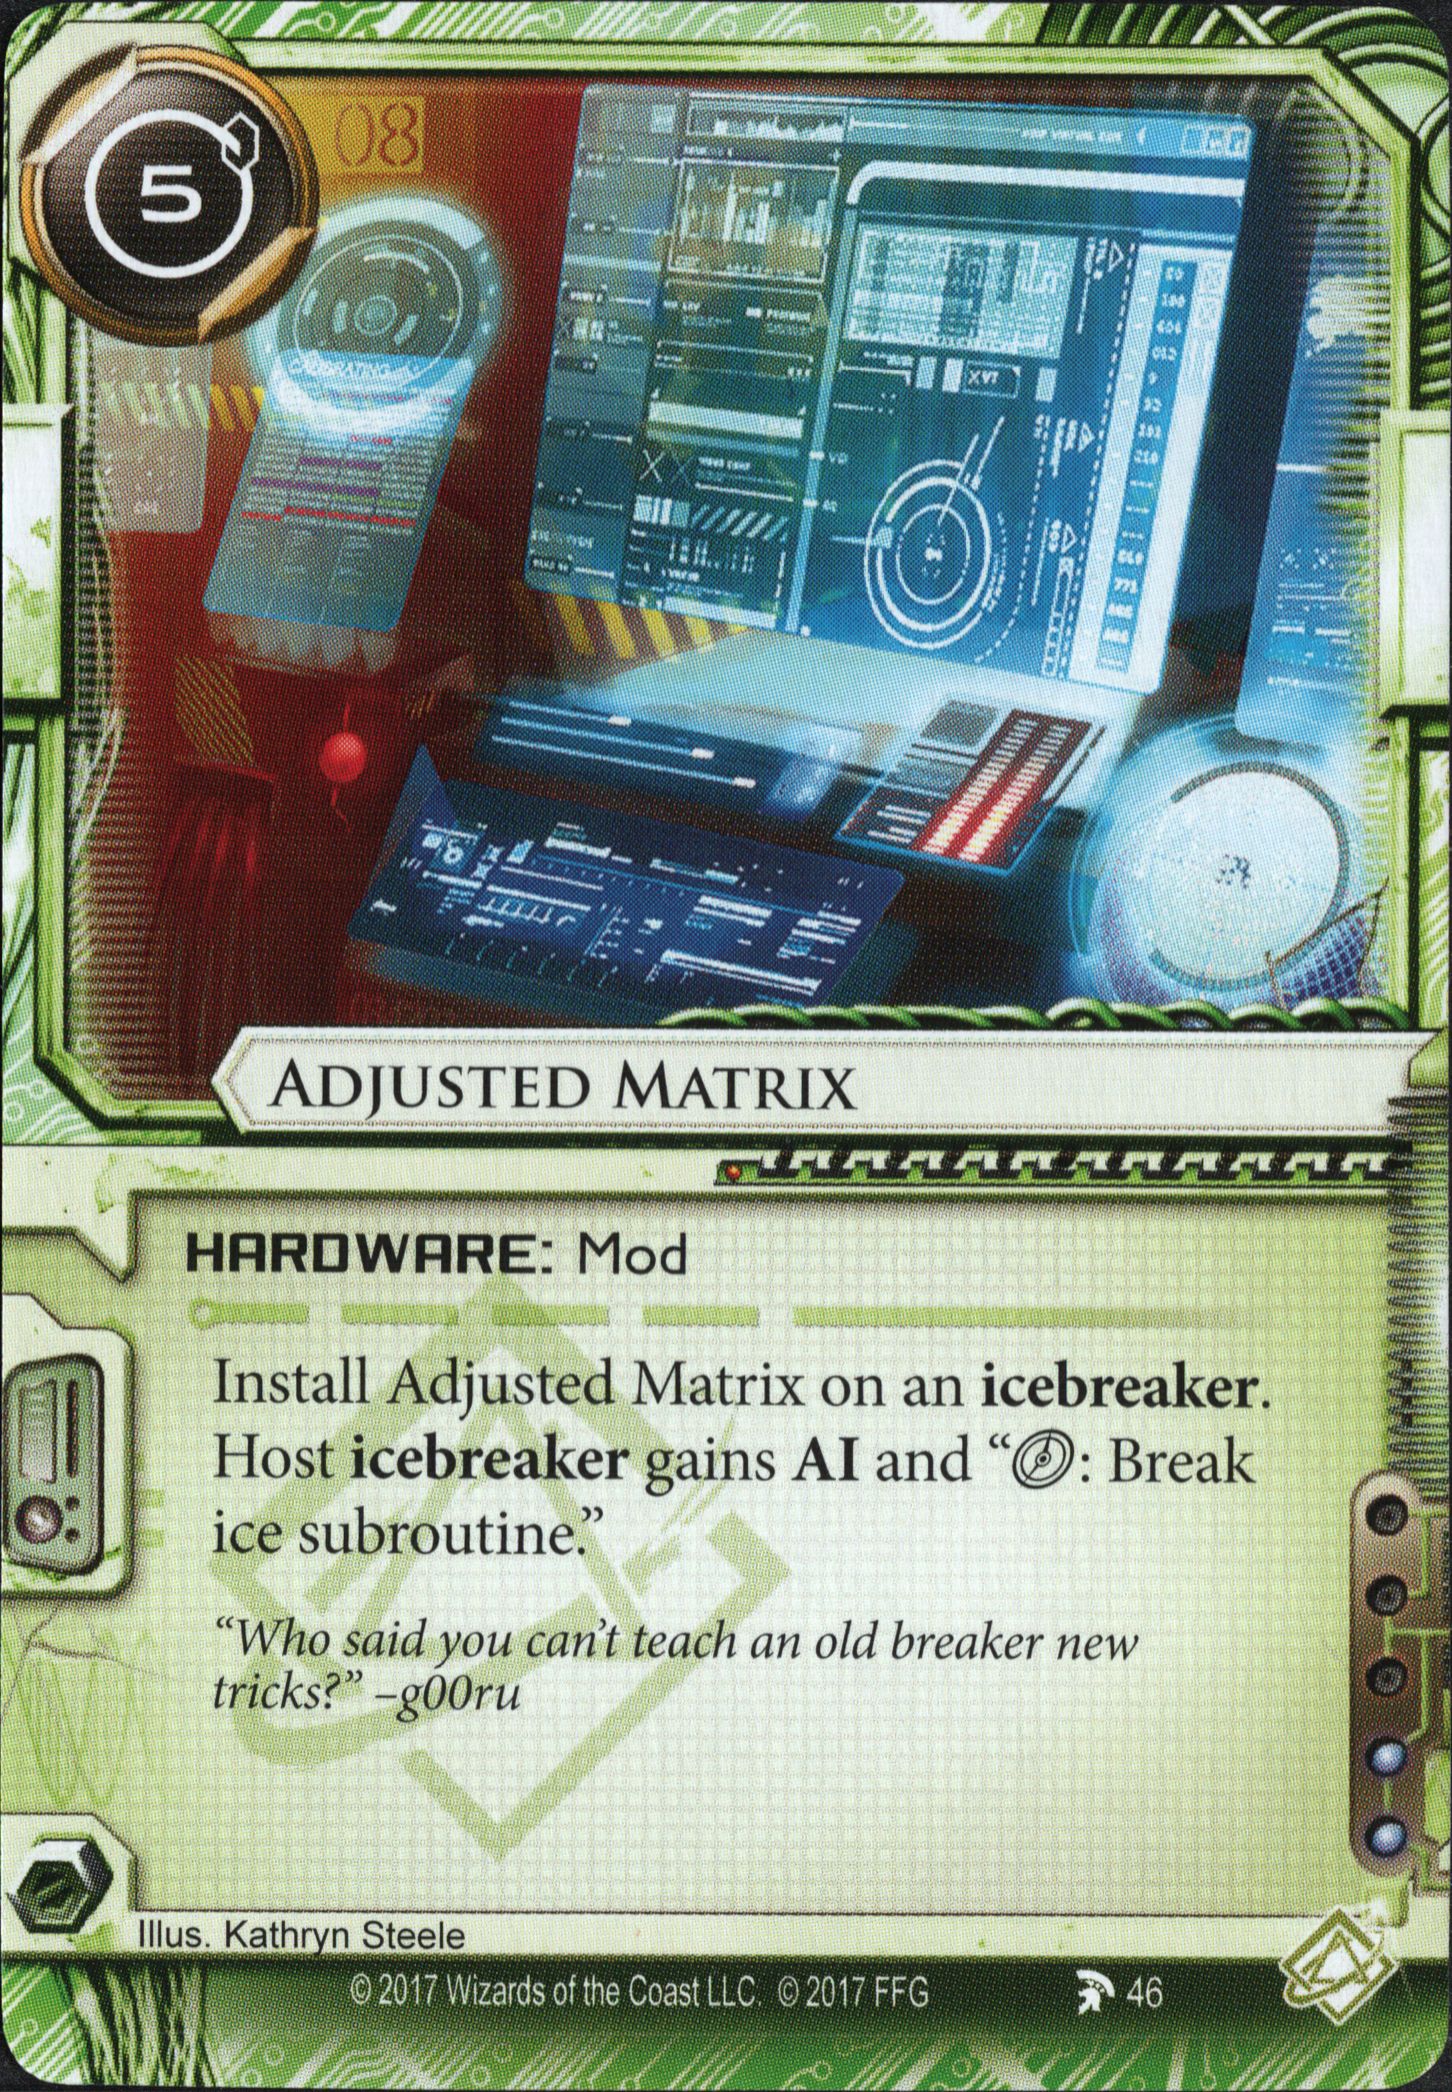 5
08
CALIBRATING
ADJUSTED MATRIX
HARDWARE: Mod
Install Adjusted Matrix on an icebreaker.
Host icebreaker gains AI and “: Break
ice subroutine.”
“Who said you can’t teach an old breaker new
tricks?” –g00ru
Illus. Kathryn Steele
© 2017 Wizards of the Coast LLC. © 2017 FFG 46